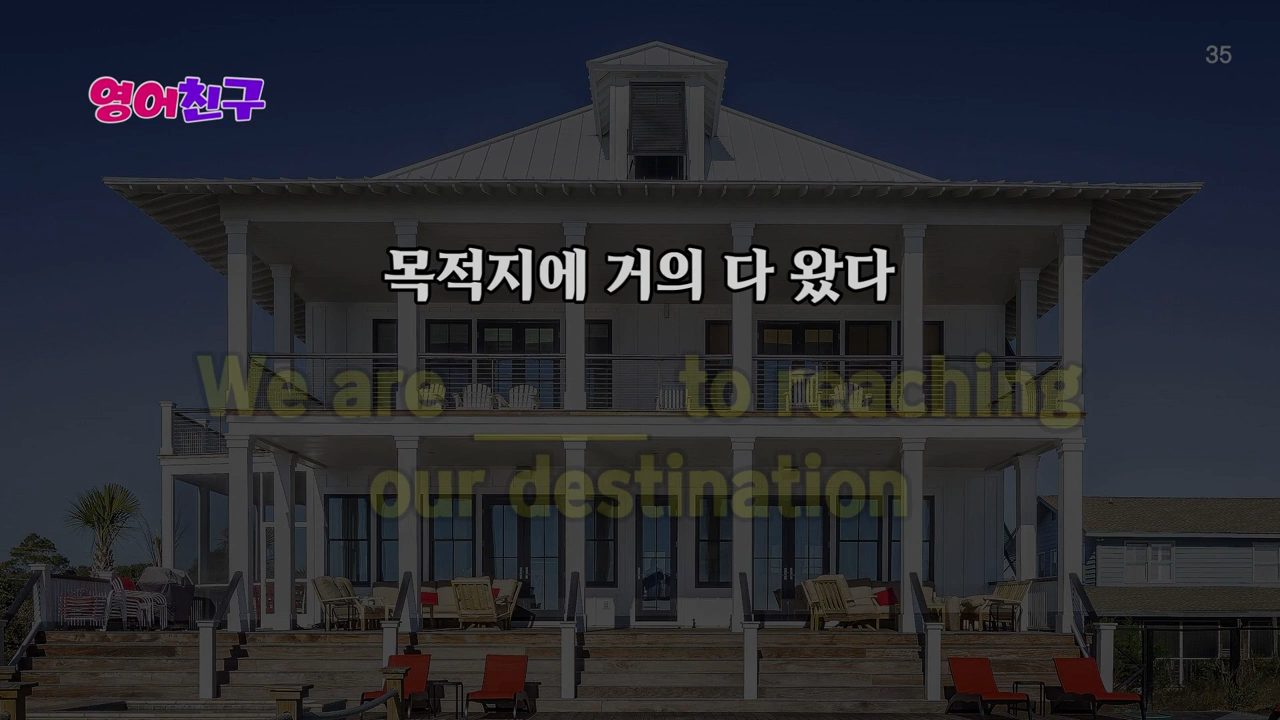 35
영어친구
목적지에 거의 다 왔다
We are ______ to reaching
our destination